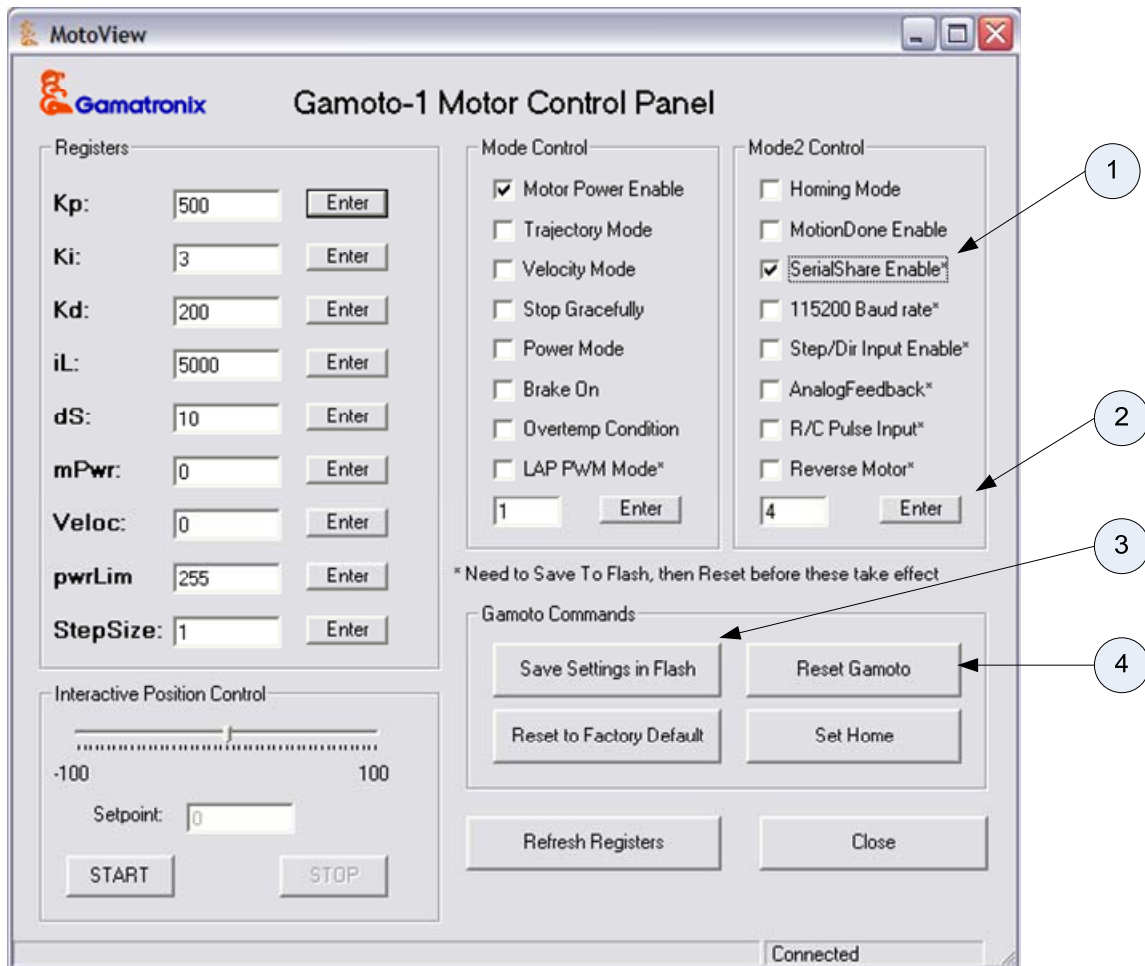 MotoView
Gamatronix
Gamoto-1 Motor Control Panel
Registers
Kp: 500 Enter
Ki: 3 Enter
Kd: 200 Enter
iL: 5000 Enter
dS: 10 Enter
mPwr: 0 Enter
Veloc: 0 Enter
pwrLim 255 Enter
StepSize: 1 Enter
Mode Control
Motor Power Enable
Trajectory Mode
Velocity Mode
Stop Gracefully
Power Mode
Brake On
Overtemp Condition
LAP PWM Mode*
1 Enter
Mode2 Control
Homing Mode
MotionDone Enable
SerialShare Enable*
115200 Baud rate*
Step/Dir Input Enable*
AnalogFeedback*
R/C Pulse Input*
Reverse Motor*
4 Enter
1
2
3
4
* Need to Save To Flash, then Reset before these take effect
Gamoto Commands
Save Settings in Flash
Reset Gamoto
Reset to Factory Default
Set Home
Interactive Position Control
-100 100
Setpoint: 0
START
STOP
Refresh Registers
Close
Connected